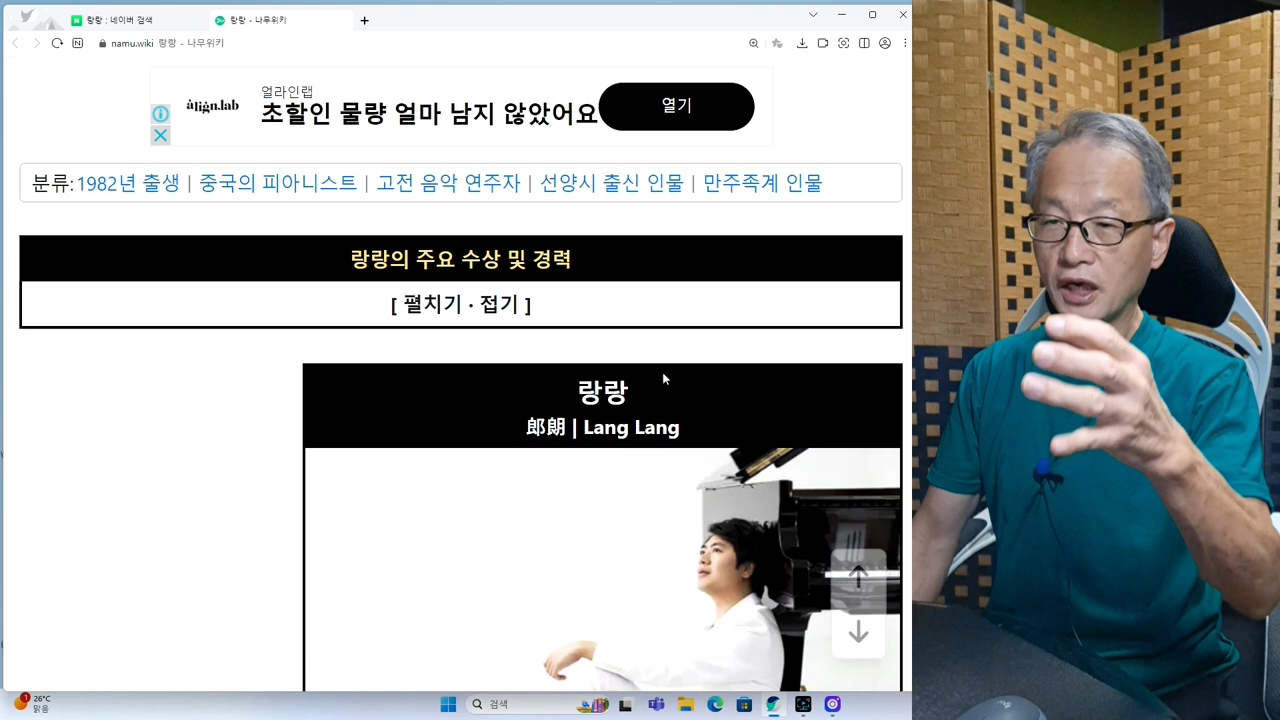 랑랑 : 네이버 검색
랑랑 - 나무위키
namu.wiki 랑랑 - 나무위키
align.lab
얼라인랩
초할인 물량 얼마 남지 않았어요
열기
분류: 1982년 출생 | 중국의 피아니스트 | 고전 음악 연주자 | 선양시 출신 인물 | 만주족계 인물
랑랑의 주요 수상 및 경력
[ 펼치기 · 접기 ]
랑랑
郎朗 | Lang Lang
1
26°C
맑음
검색